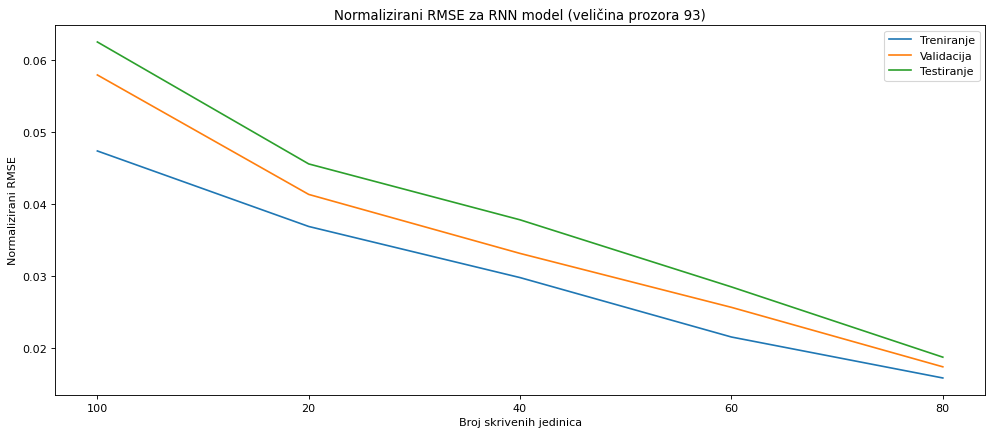 Normalizirani RMSE za RNN model (veličina prozora 93)
Treniranje
Validacija
Testiranje
Normalizirani RMSE
0.06
0.05
0.04
0.03
0.02
100 20 40 60 80
Broj skrivenih jedinica